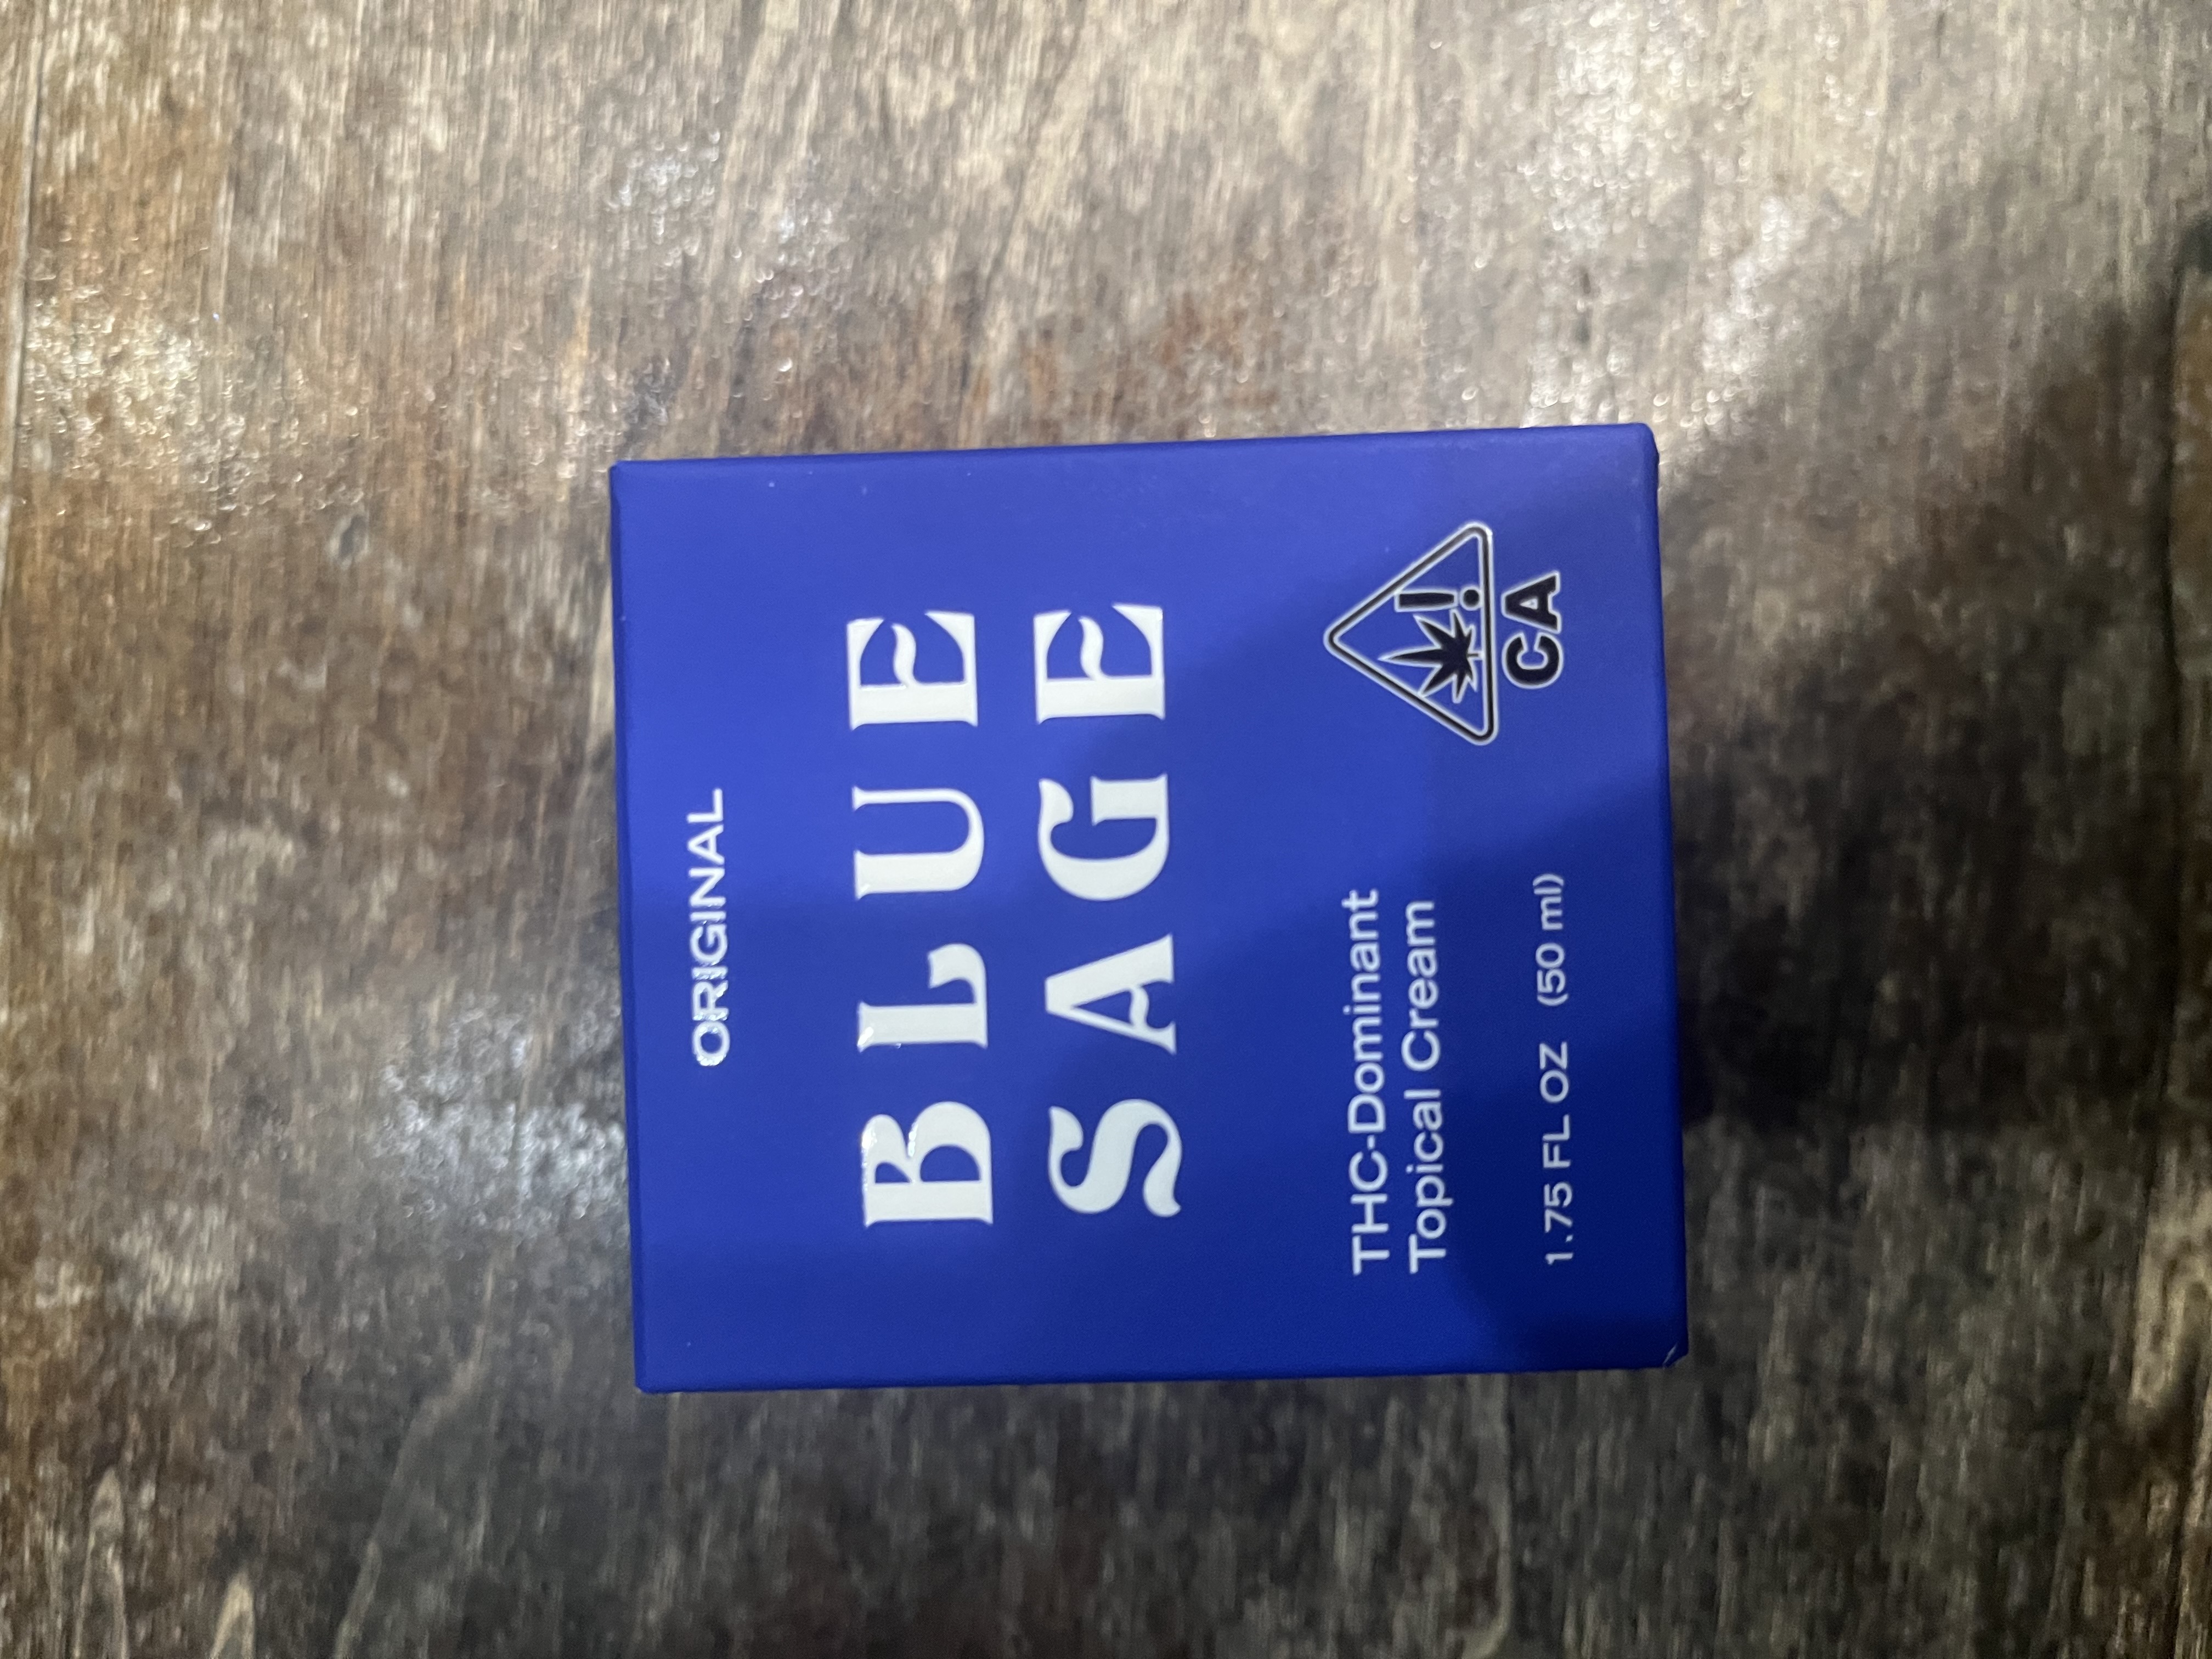 ORIGINAL
BLUE
SAGE
THC-Dominant
Topical Cream
1.75 FL OZ (50 ml)
!
CA